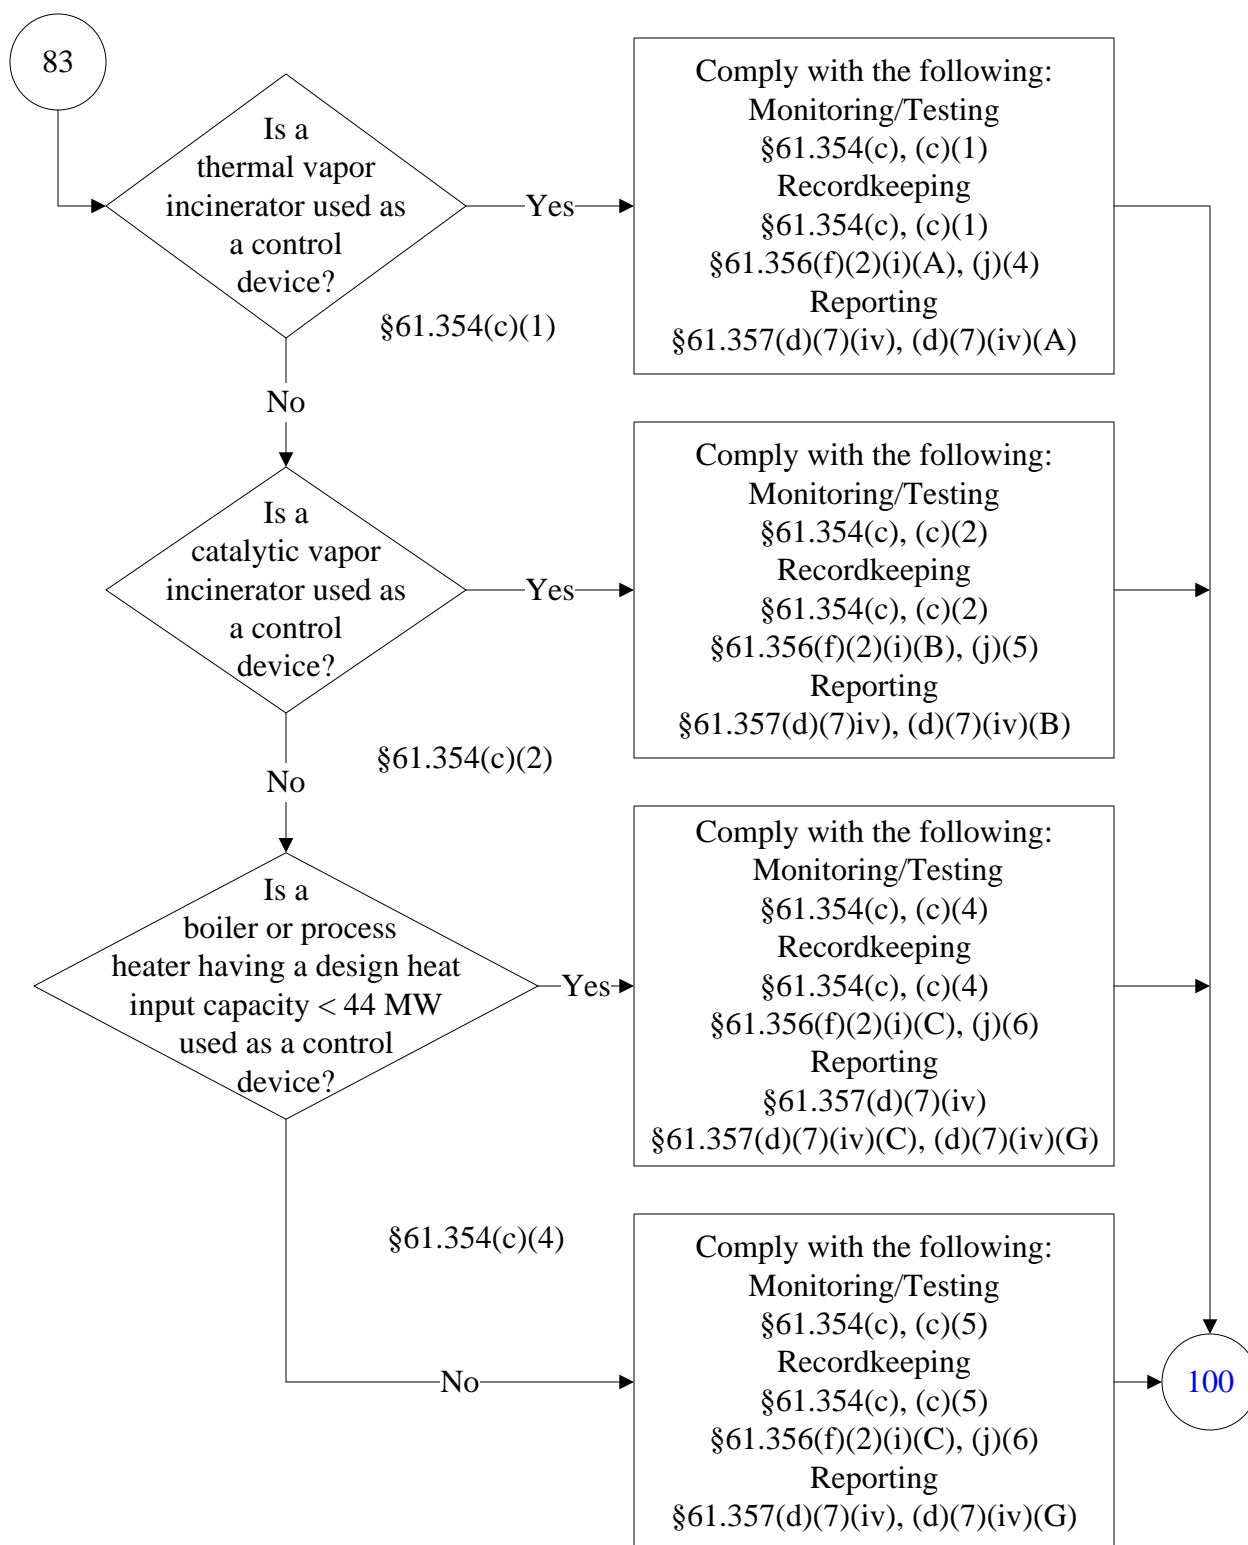 83
Is a
thermal vapor
incinerator used as
a control
device?
Yes
§61.354(c)(1)
No
Comply with the following:
Monitoring/Testing
§61.354(c), (c)(1)
Recordkeeping
§61.354(c), (c)(1)
§61.356(f)(2)(i)(A), (j)(4)
Reporting
§61.357(d)(7)(iv), (d)(7)(iv)(A)
Is a
catalytic vapor
incinerator used as
a control
device?
Yes
§61.354(c)(2)
No
Comply with the following:
Monitoring/Testing
§61.354(c), (c)(2)
Recordkeeping
§61.354(c), (c)(2)
§61.356(f)(2)(i)(B), (j)(5)
Reporting
§61.357(d)(7)iv), (d)(7)(iv)(B)
Is a
boiler or process
heater having a design heat
input capacity < 44 MW
used as a control
device?
Yes
§61.354(c)(4)
No
Comply with the following:
Monitoring/Testing
§61.354(c), (c)(4)
Recordkeeping
§61.354(c), (c)(4)
§61.356(f)(2)(i)(C), (j)(6)
Reporting
§61.357(d)(7)(iv)
§61.357(d)(7)(iv)(C), (d)(7)(iv)(G)
Comply with the following:
Monitoring/Testing
§61.354(c), (c)(5)
Recordkeeping
§61.354(c), (c)(5)
§61.356(f)(2)(i)(C), (j)(6)
Reporting
§61.357(d)(7)(iv), (d)(7)(iv)(G)
100